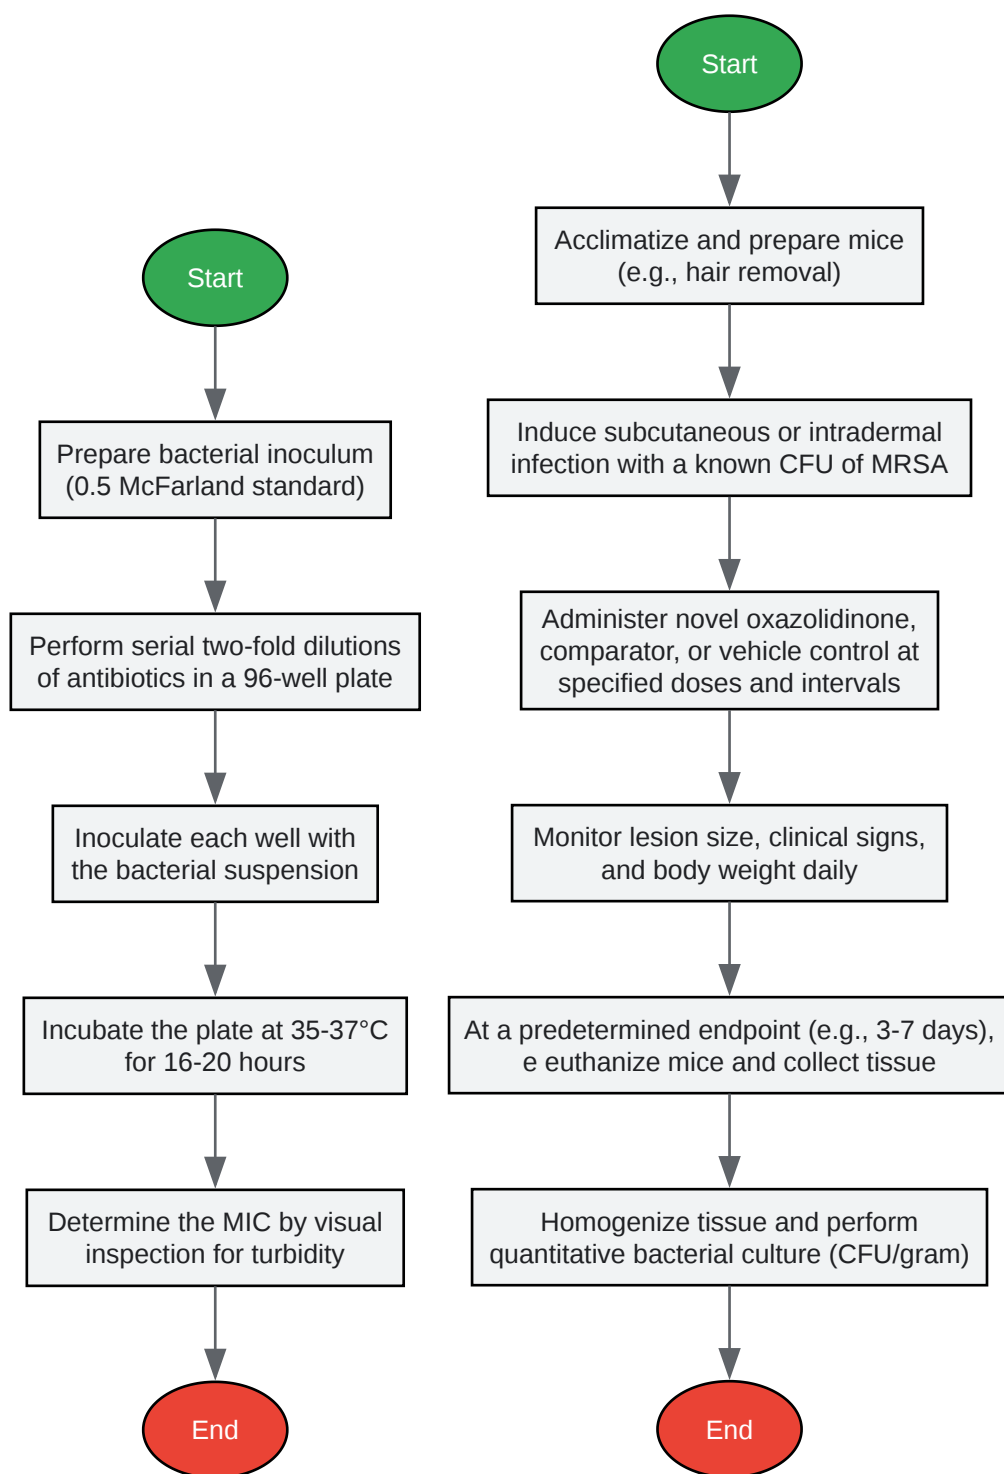 Start
Prepare bacterial inoculum
(0.5 McFarland standard)
Perform serial two-fold dilutions
of antibiotics in a 96-well plate
Inoculate each well with
the bacterial suspension
Incubate the plate at 35-37°C
for 16-20 hours
Determine the MIC by visual
inspection for turbidity
End
Start
Acclimatize and prepare mice
(e.g., hair removal)
Induce subcutaneous or intradermal
infection with a known CFU of MRSA
Administer novel oxazolidinone,
comparator, or vehicle control at
specified doses and intervals
Monitor lesion size, clinical signs,
and body weight daily
At a predetermined endpoint (e.g., 3-7 days),
e euthanize mice and collect tissue
Homogenize tissue and perform
quantitative bacterial culture (CFU/gram)
End